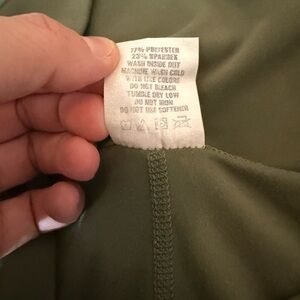 77% POLYESTER
23% SPANDEX
WASH INSIDE OUT
MACHINE WASH COLD
WITH LIKE COLORS
DO NOT BLEACH
TUMBLE DRY LOW
DO NOT IRON
DO NOT USE SOFTENER